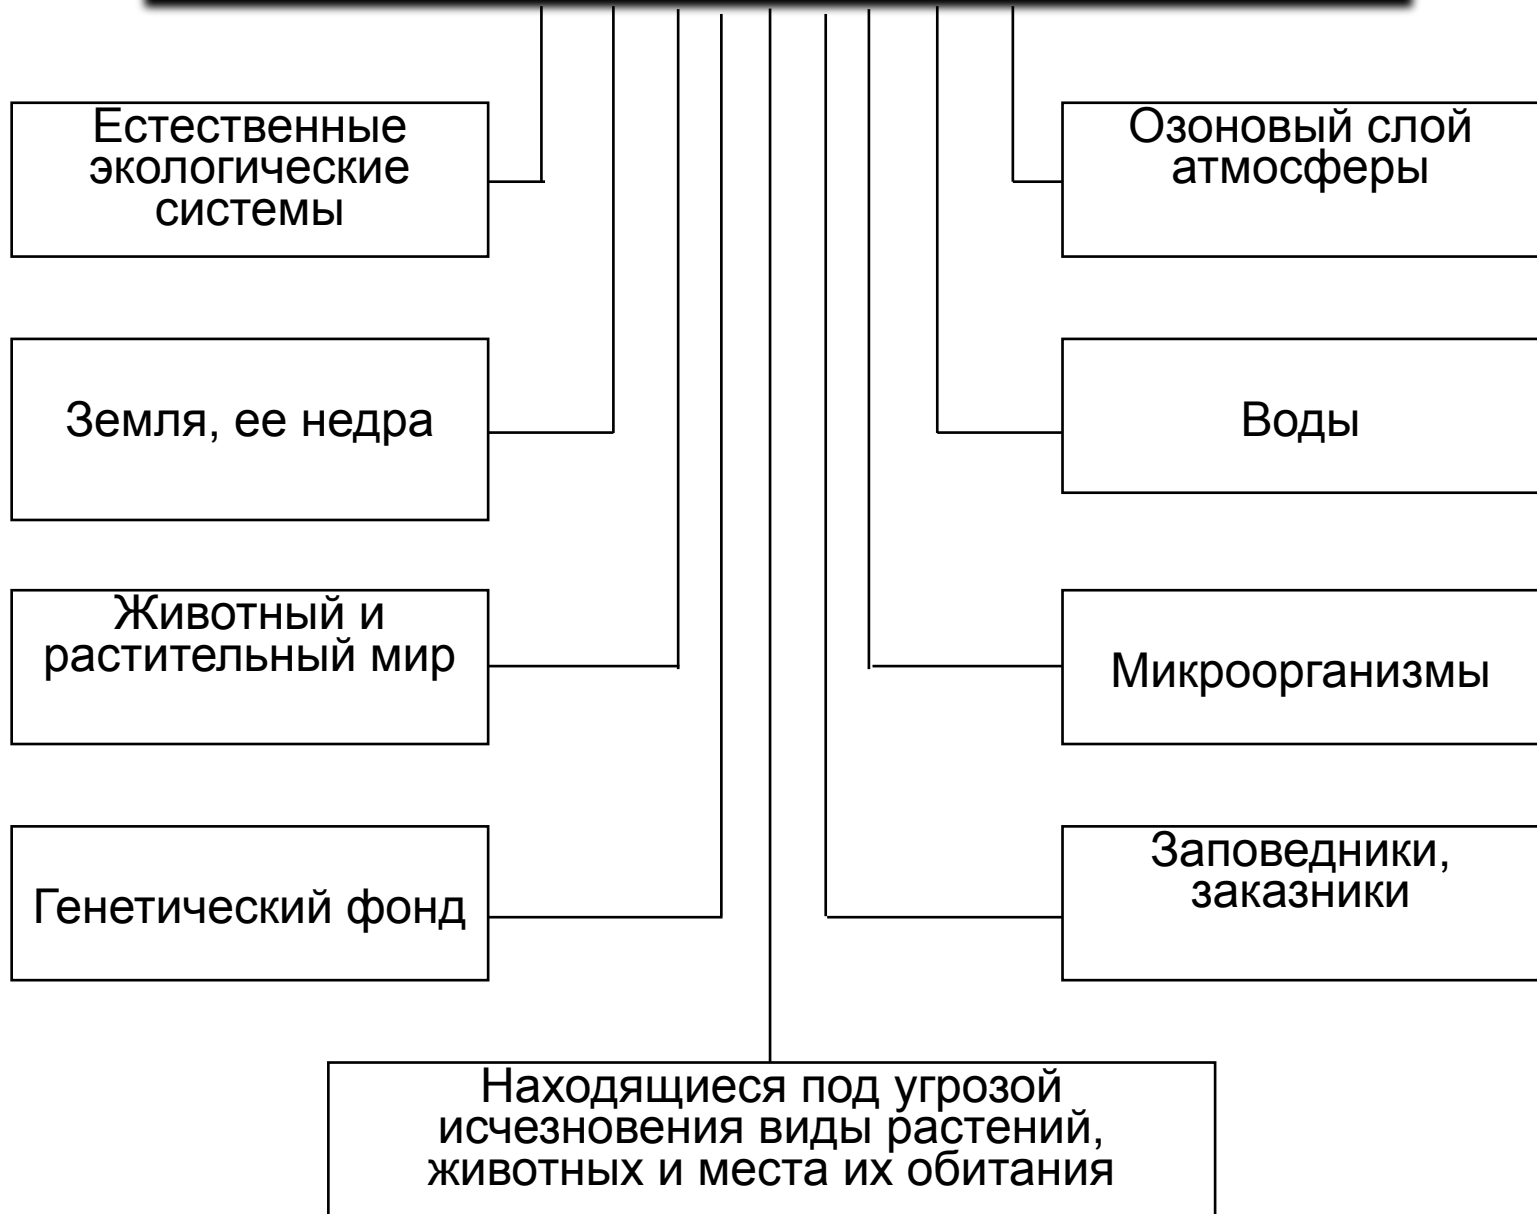 Естественные
экологические
системы
Озоновый слой
атмосферы
Земля, ее недра
Воды
Животный и
растительный мир
Микроорганизмы
Генетический фонд
Заповедники,
заказники
Находящиеся под угрозой
исчезновения виды растений,
животных и места их обитания